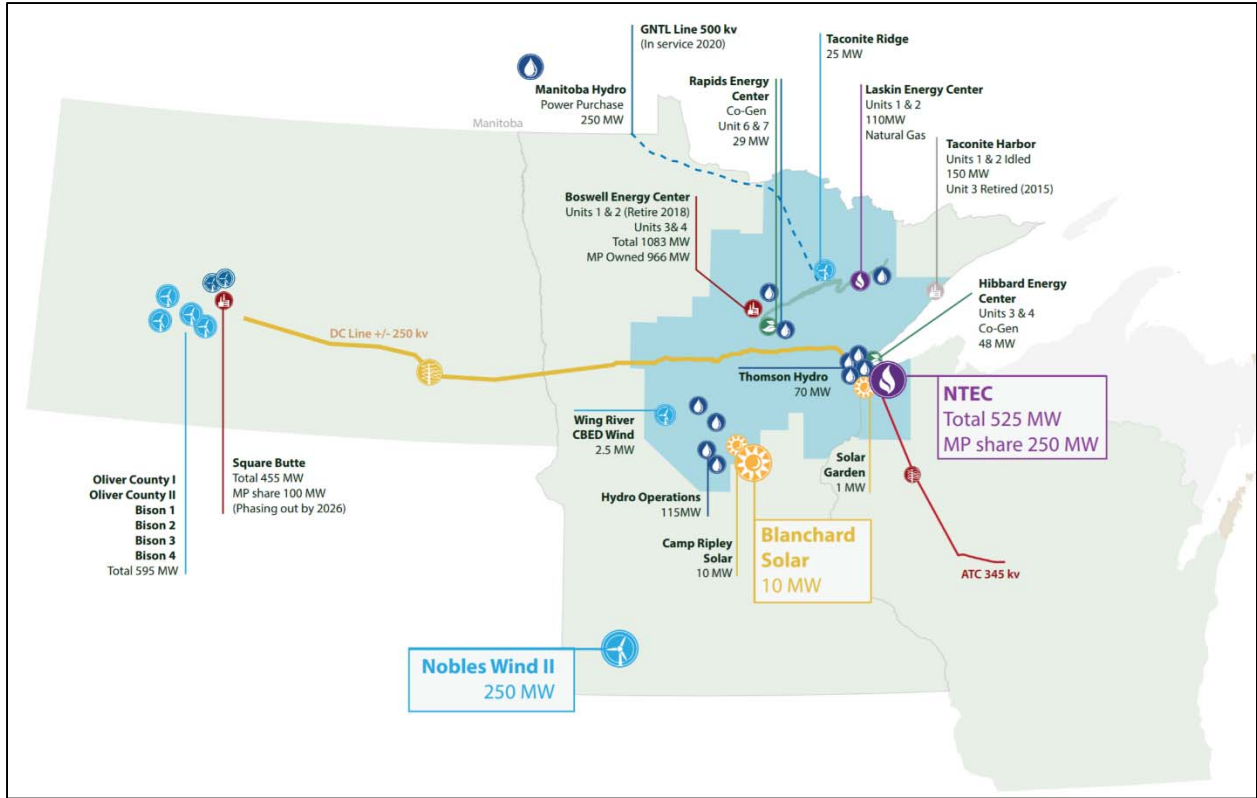 GNTL Line 500 kv
(In service 2020)
Manitoba Hydro
Power Purchase
250 MW
Manitoba
Rapids Energy
Center
Co-Gen
Unit 6 & 7
29 MW
Taconite Ridge
25 MW
Laskin Energy Center
Units 1 & 2
110MW
Natural Gas
Taconite Harbor
Units 1 & 2 Idled
150 MW
Unit 3 Retired (2015)
Boswell Energy Center
Units 1 & 2 (Retire 2018)
Units 3& 4
Total 1083 MW
MP Owned 966 MW
Hibbard Energy
Center
Units 3 & 4
Co-Gen
48 MW
DC Line +/- 250 kv
Thomson Hydro
70 MW
NTEC
Total 525 MW
MP share 250 MW
Wing River
CBED Wind
2.5 MW
Solar
Garden
1 MW
Oliver County I
Oliver County II
Bison 1
Bison 2
Bison 3
Bison 4
Total 595 MW
Square Butte
Total 455 MW
MP share 100 MW
(Phasing out by 2026)
Hydro Operations
115MW
Camp Ripley
Solar
10 MW
Blanchard
Solar
10 MW
ATC 345 kv
Nobles Wind II
250 MW